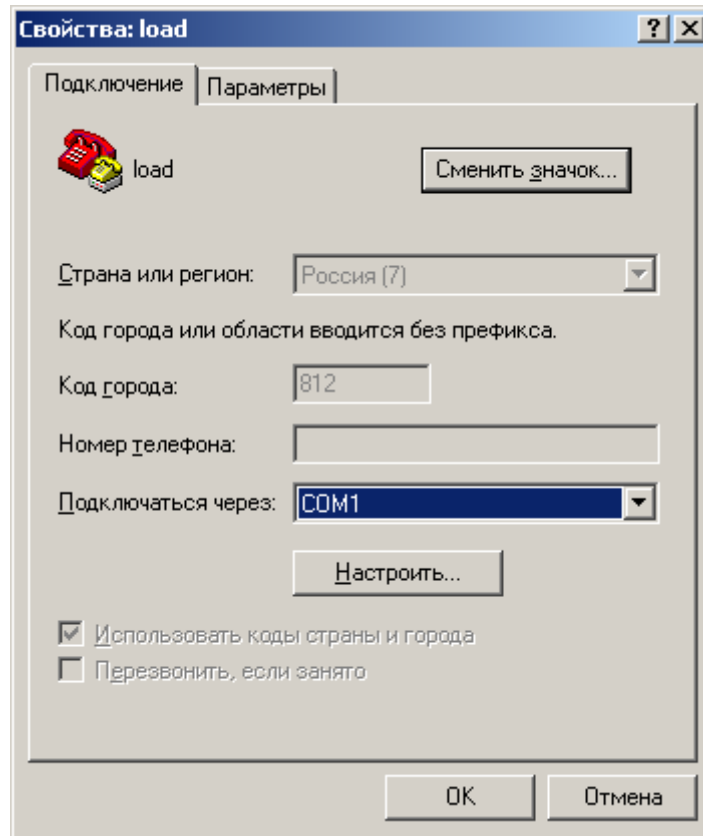 Свойства: load
Подключение Параметры
load Сменить значок...
Страна или регион: Россия (7)
Код города или области вводится без префикса.
Код города: 812
Номер телефона:
Подключаться через: COM1
Настроить...
Использовать коды страны и города
Перезвонить, если занято
OK Отмена